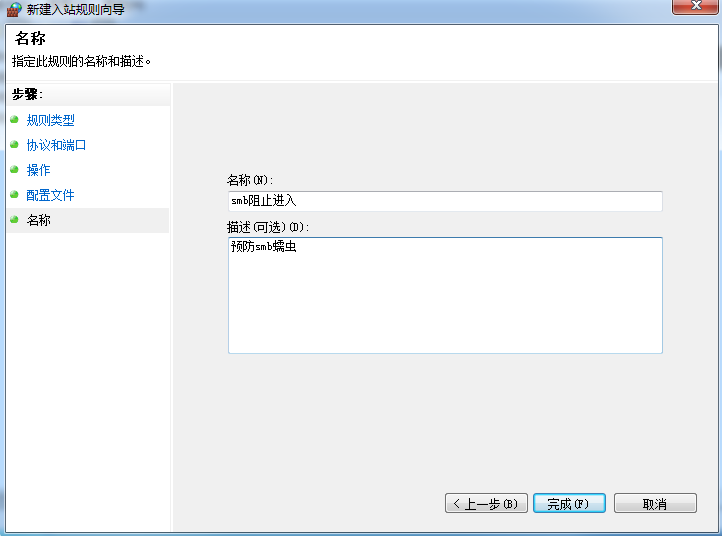 新建入站规则向导
名称
指定此规则的名称和描述。
步骤:
规则类型
协议和端口
操作
配置文件
名称
名称(N):
smb阻止进入
描述(可选)(D):
预防smb蠕虫
< 上一步(B)
完成(F)
取消